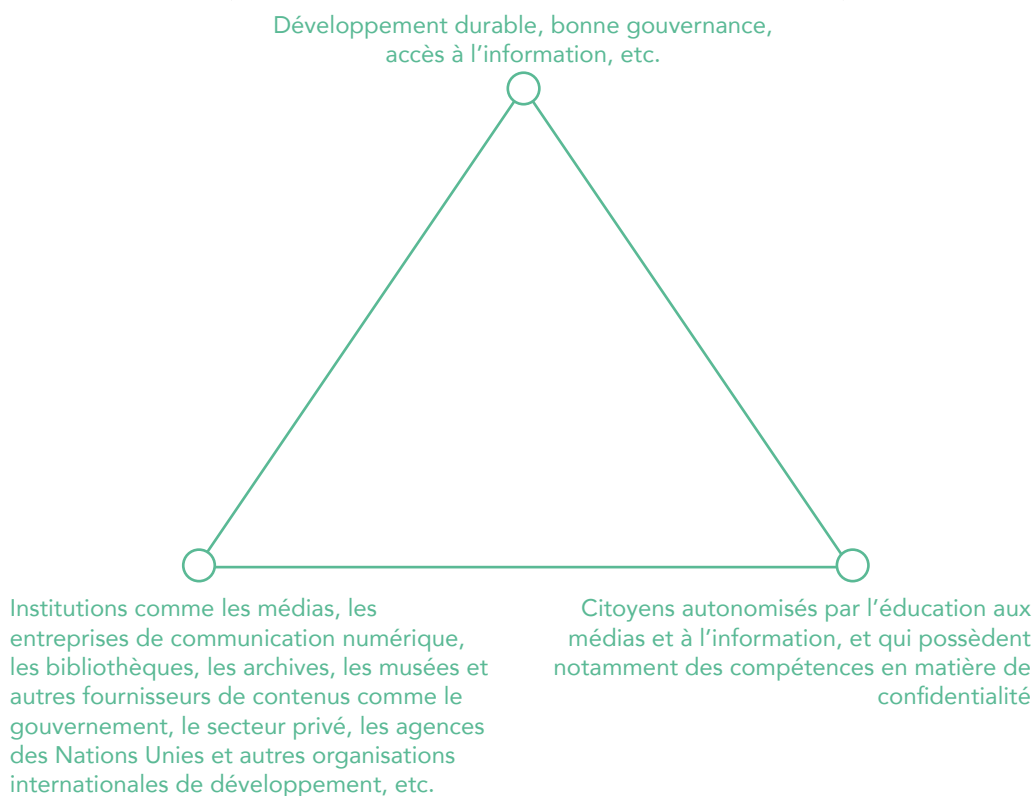 Développement durable, bonne gouvernance,
accès à l’information, etc.
Institutions comme les médias, les
entreprises de communication numérique,
les bibliothèques, les archives, les musées et
autres fournisseurs de contenus comme le
gouvernement, le secteur privé, les agences
des Nations Unies et autres organisations
internationales de développement, etc.
Citoyens autonomisés par l’éducation aux
médias et à l’information, et qui possèdent
notamment des compétences en matière de
confidentialité